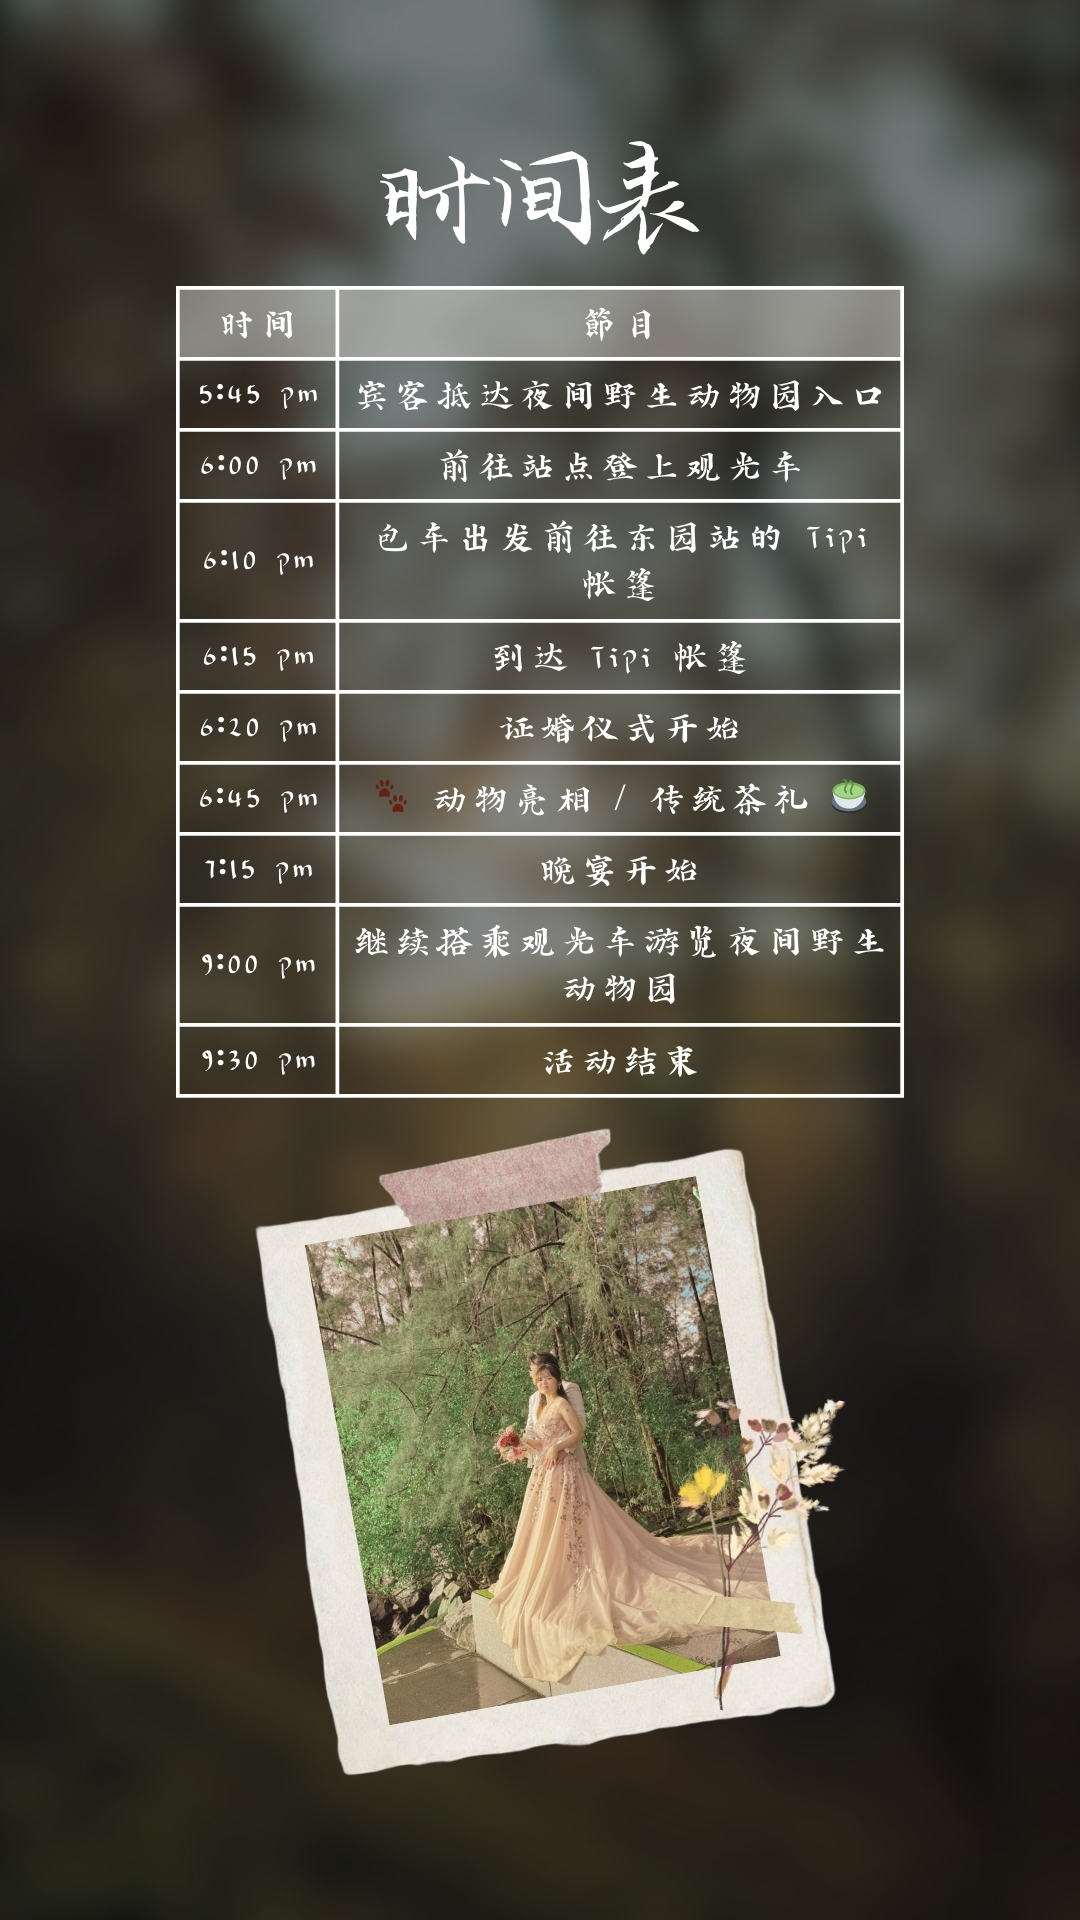 时间表
时间 節目
5:45 pm 宾客抵达夜间野生动物园入口
6:00 pm 前往站点登上观光车
6:10 pm 包车出发前往东园站的 Tipi
帐篷
6:15 pm 到达 Tipi 帐篷
6:20 pm 证婚仪式开始
6:45 pm 🐾 动物亮相 / 传统茶礼 🍵
7:15 pm 晚宴开始
9:00 pm 继续搭乘观光车游览夜间野生
动物园
9:30 pm 活动结束